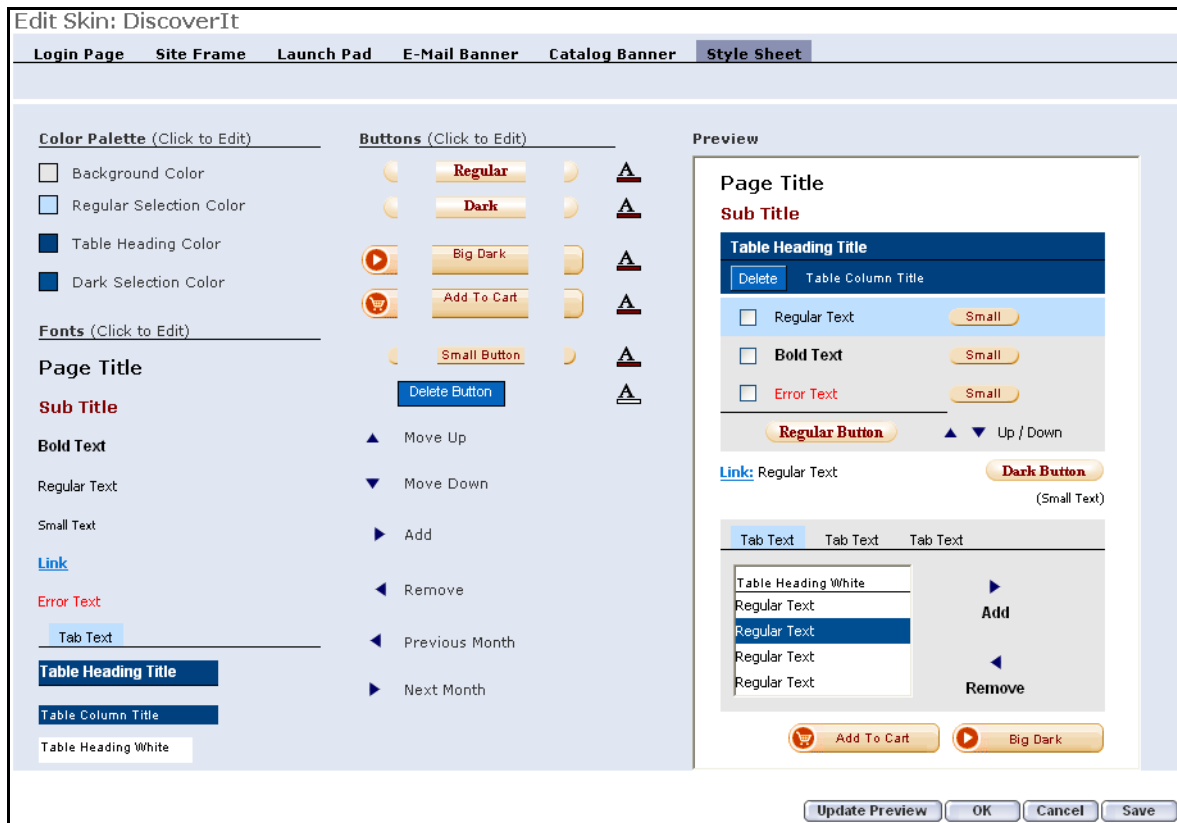 Edit Skin: DiscoverIt
Login Page Site Frame Launch Pad E-Mail Banner Catalog Banner Style Sheet
Color Palette (Click to Edit)
Background Color
Regular Selection Color
Table Heading Color
Dark Selection Color
Fonts (Click to Edit)
Page Title
Sub Title
Bold Text
Regular Text
Small Text
Link
Error Text
Tab Text
Table Heading Title
Table Column Title
Table Heading White
Buttons (Click to Edit)
Regular A
Dark A
Big Dark A
Add To Cart A
Small Button A
Delete Button A
Move Up
Move Down
Add
Remove
Previous Month
Next Month
Preview
Page Title
Sub Title
Table Heading Title
Delete Table Column Title
Regular Text Small
Bold Text Small
Error Text Small
Regular Button Up / Down
Link: Regular Text Dark Button
(Small Text)
Tab Text Tab Text Tab Text
Table Heading White
Regular Text
Regular Text
Regular Text
Regular Text
Add
Remove
Add To Cart Big Dark
Update Preview OK Cancel Save